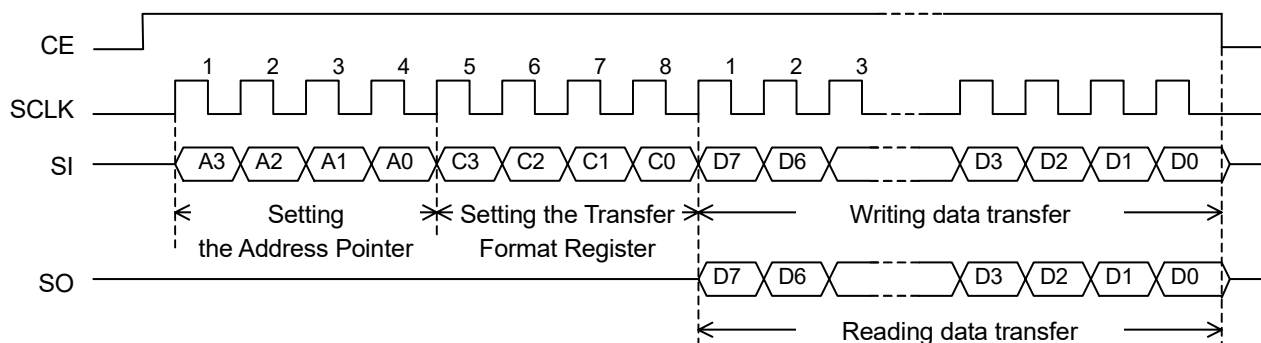 CE
1 2 3 4 5 6 7 8 1 2 3
SCLK
SI A3 A2 A1 A0 C3 C2 C1 C0 D7 D6 D3 D2 D1 D0
Setting Setting the Transfer Writing data transfer
the Address Pointer Format Register
SO D7 D6 D3 D2 D1 D0
Reading data transfer